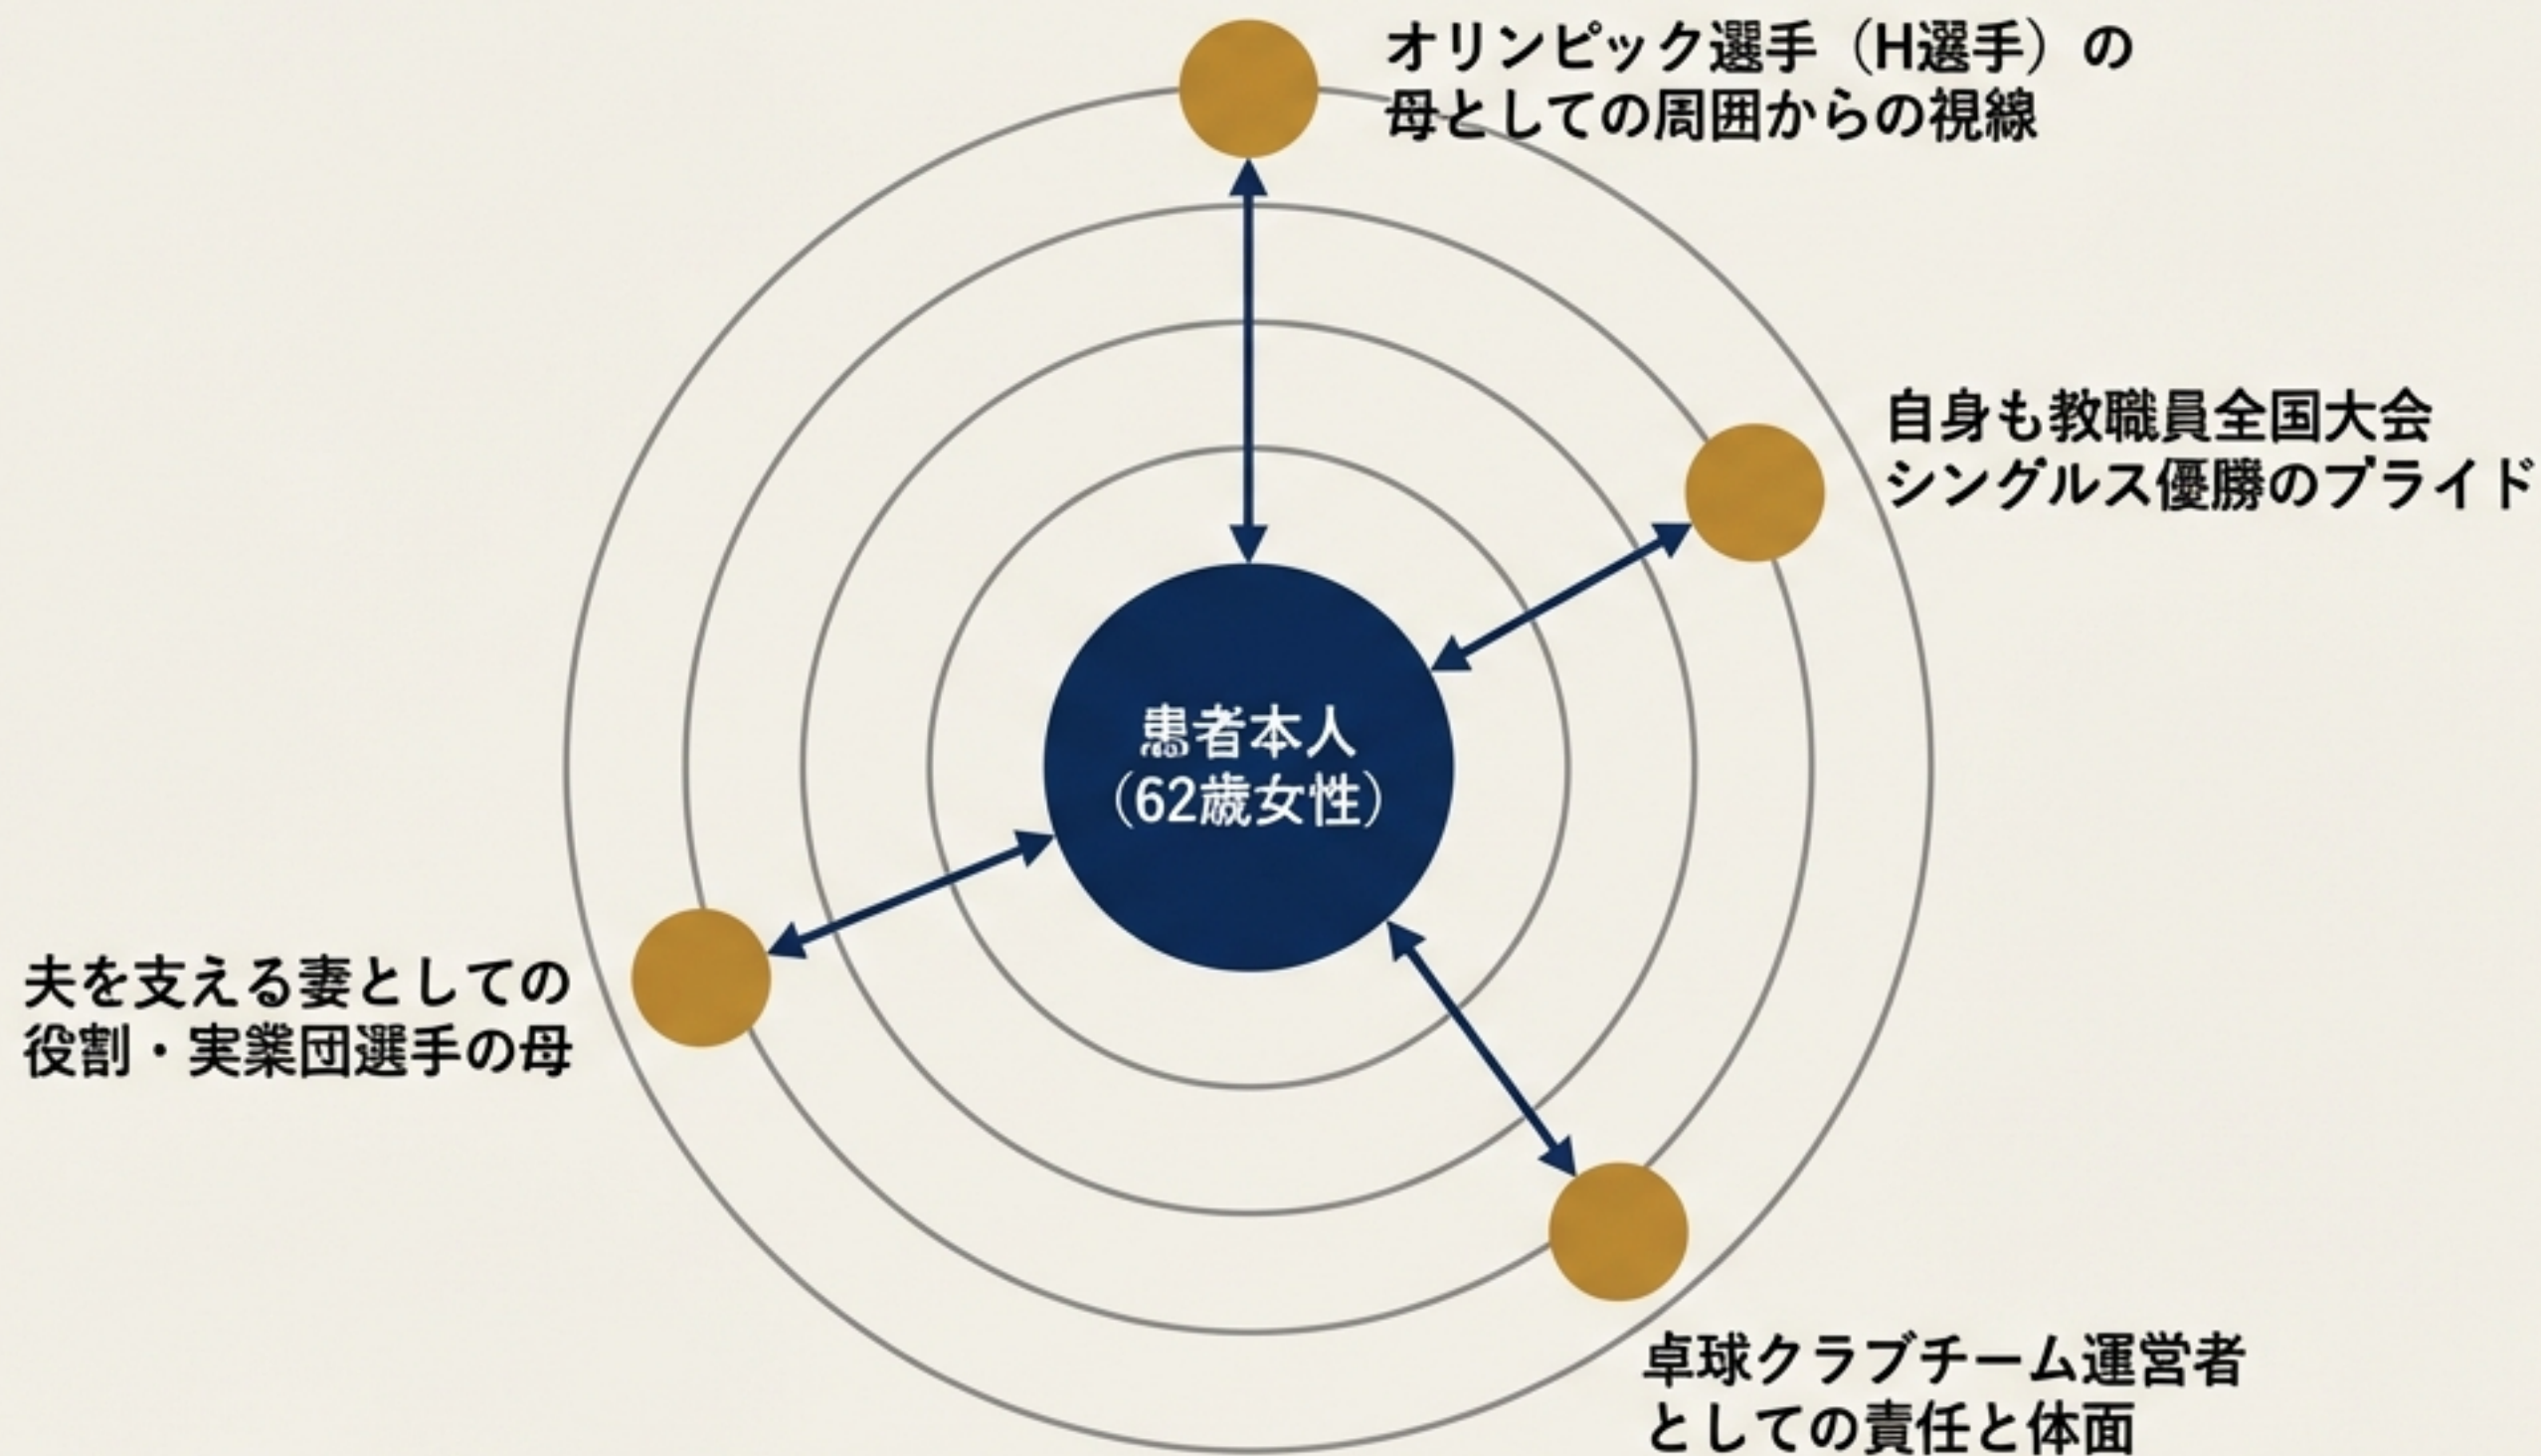 オリンピック選手（H選手）の
母としての周囲からの視線
自身も教職員全国大会
シングルス優勝のプライド
患者本人
（62歳女性）
夫を支える妻としての
役割・実業団選手の母
卓球クラブチーム運営者
としての責任と体面